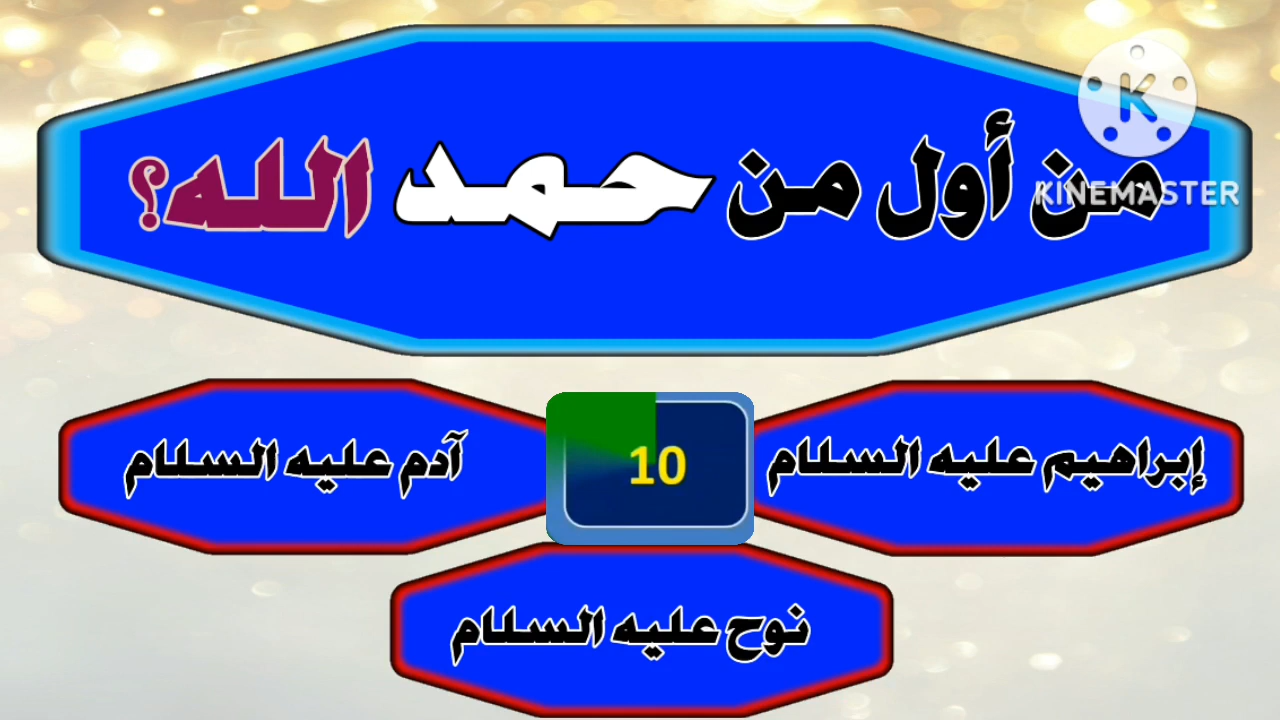 من أول من حمد الله؟
KINEMASTER
إبراهيم عليه السلام
10
آدم عليه السلام
نوح عليه السلام